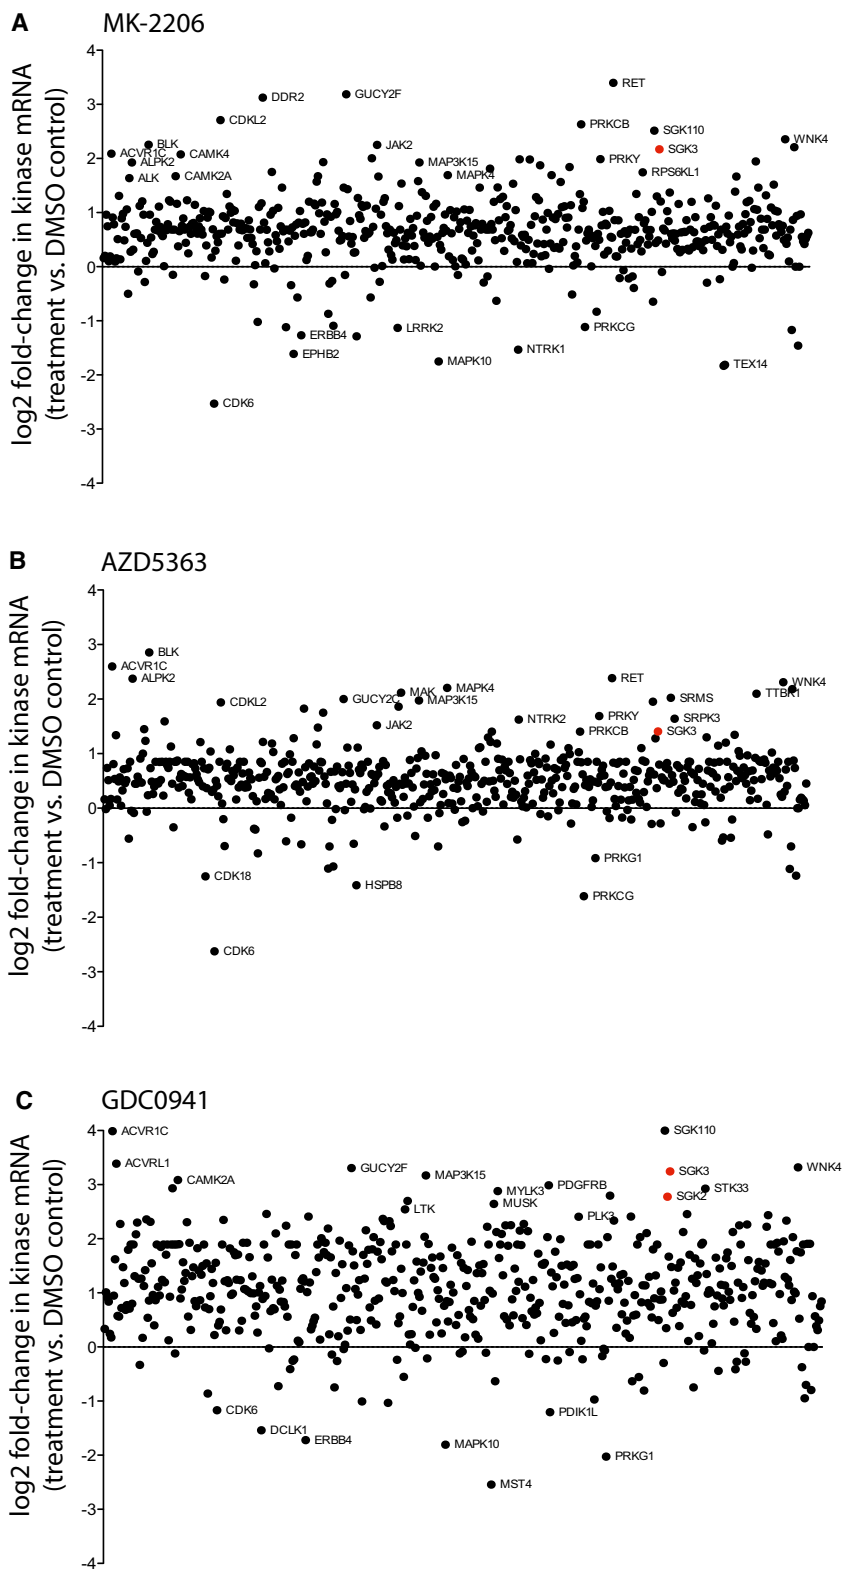 A MK-2206
log2 fold-change in kinase mRNA
(treatment vs. DMSO control)
4
3
2
1
0
-1
-2
-3
-4
RET
DDR2
GUCY2F
CDKL2
PRKCB
SGK110
WNK4
BLK
JAK2
SGK3
ACVR1C
CAMK4
ALPK2
MAP3K15
PRKY
ALK
CAMK2A
MAPK4
RPS6KL1
LRRK2
PRKCG
ERBB4
EPHB2
NTRK1
MAPK10
TEX14
CDK6
B AZD5363
log2 fold-change in kinase mRNA
(treatment vs. DMSO control)
4
3
2
1
0
-1
-2
-3
-4
BLK
ACVR1C
ALPK2
RET
WNK4
MAPK4
MAK
TTBK1
CDKL2
GUCY2C
MAP3K15
SRMS
JAK2
NTRK2
PRKY
SRPK3
PRKCB
SGK3
PRKG1
CDK18
HSPB8
PRKCG
CDK6
C GDC0941
log2 fold-change in kinase mRNA
(treatment vs. DMSO control)
4
3
2
1
0
-1
-2
-3
-4
ACVR1C
SGK110
ACVRL1
GUCY2F
WNK4
CAMK2A
MAP3K15
SGK3
MYLK3
PDGFRB
STK33
SGK2
MUSK
LTK
PLK3
CDK6
PDIK1L
DCLK1
ERBB4
MAPK10
PRKG1
MST4